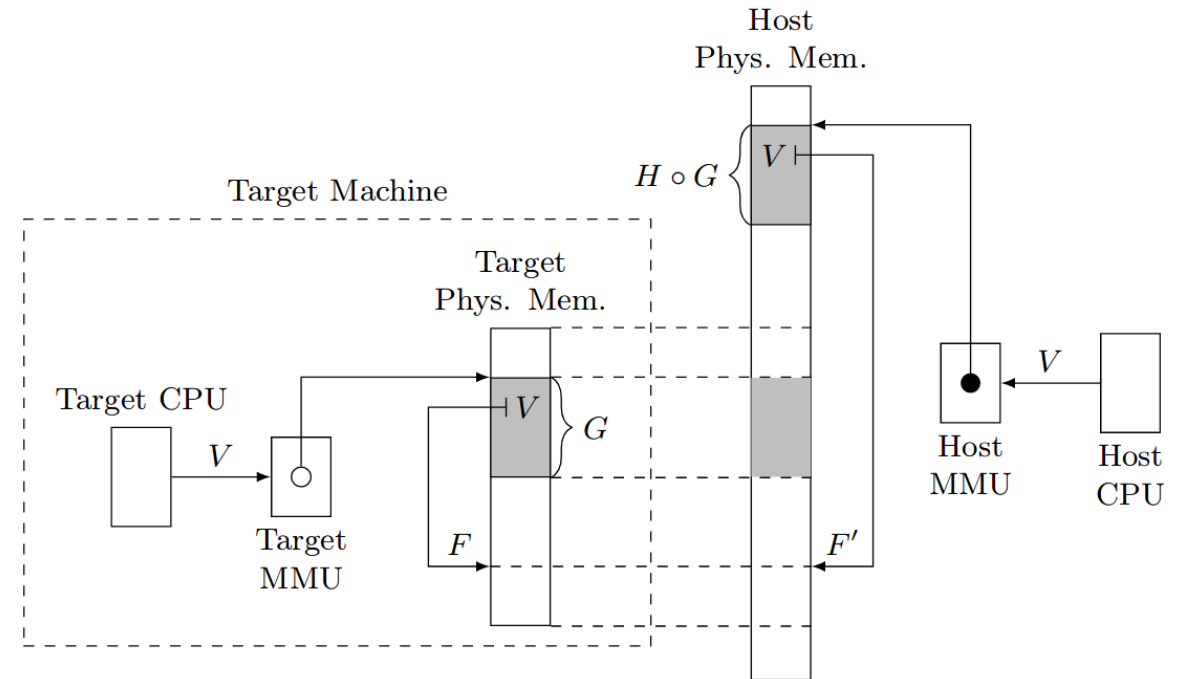 Host
Phys. Mem.
V
H ∘ G
Target Machine
Target
Phys. Mem.
V
Target CPU
V
G
V
Host
MMU
Host
CPU
Target
MMU
F
F′